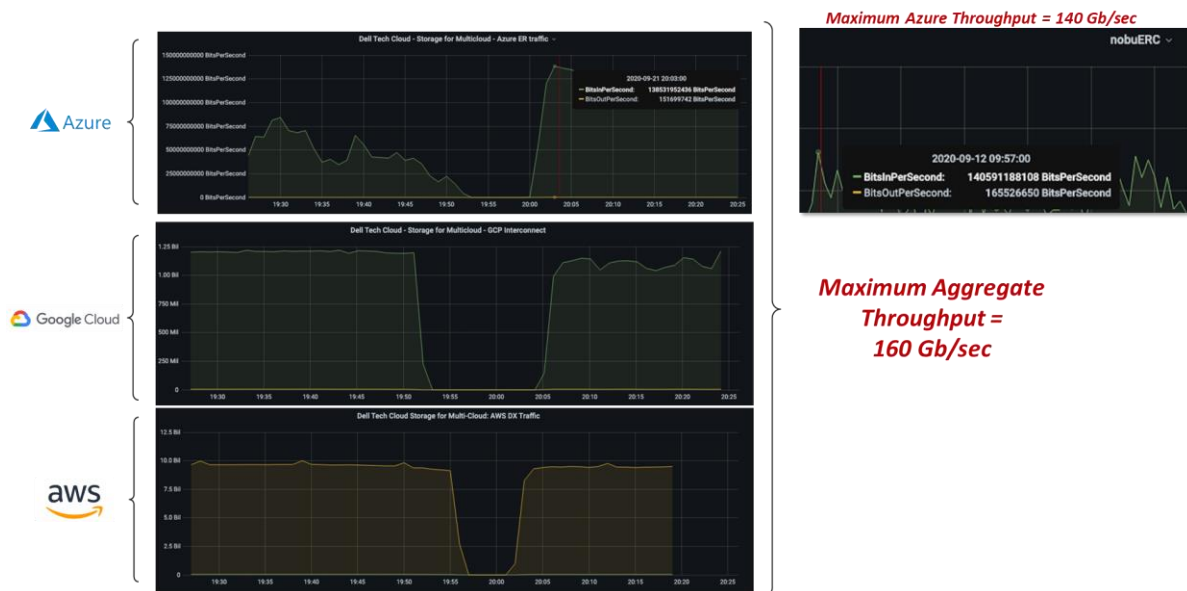 Maximum Azure Throughput = 140 Gb/sec
Dell Tech Cloud - Storage for Multicloud - Azure ER traffic
150000000000 BitsPerSecond
125000000000 BitsPerSecond
100000000000 BitsPerSecond
75000000000 BitsPerSecond
50000000000 BitsPerSecond
25000000000 BitsPerSecond
0 BitsPerSecond
2020-09-21 20:03:00
BitsInPerSecond: 138531952436 BitsPerSecond
BitsOutPerSecond: 151699742 BitsPerSecond
19:30 19:35 19:40 19:45 19:50 19:55 20:00 20:05 20:10 20:15 20:20 20:25
Azure
nobuERC
2020-09-12 09:57:00
BitsInPerSecond: 140591188108 BitsPerSecond
BitsOutPerSecond: 165526650 BitsPerSecond
Dell Tech Cloud - Storage for Multicloud - GCP Interconnect
1.25 Bil
1.00 Bil
750 Mil
500 Mil
250 Mil
0
19:30 19:35 19:40 19:45 19:50 19:55 20:00 20:05 20:10 20:15 20:20 20:25
Google Cloud
Maximum Aggregate
Throughput =
160 Gb/sec
Dell Tech Cloud Storage for Multi-Cloud: AWS DX Traffic
12.5 Bil
10.0 Bil
7.5 Bil
5.0 Bil
2.5 Bil
0
19:30 19:35 19:40 19:45 19:50 19:55 20:00 20:05 20:10 20:15 20:20 20:25
aws